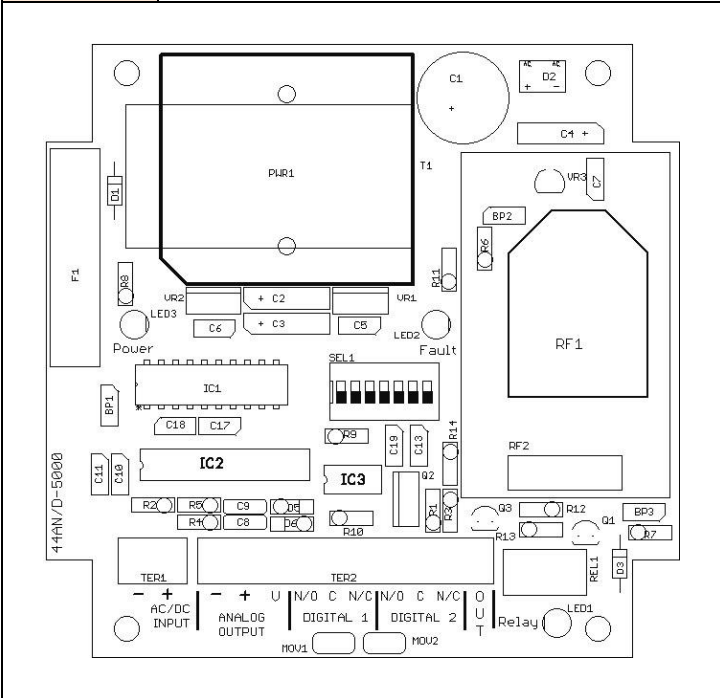 AC AC
C1 D2
+ + -
C4 +
PWR1 T1
VR3 C7
D1
BP2
R6
F1 R8 R11
VR2 + C2 VR1
LED3 + C3
C6 C5 LED2
Power Fault RF1
SEL1
IC1
BP1
*
C18 C17
R9 C19 C13 R14
RF2
IC2
C11 C10 IC3 Q2
44AN/D-5000
R2 R5 C9 D5 R1 R3 Q3 R12 BP3
R4 C8 D6 R10 R13 Q1 R7
TER1 TER2 REL1 D3
- + - + U N/O C N/C N/O C N/C OUT
AC/DC INPUT ANALOG OUTPUT DIGITAL 1 DIGITAL 2 Relay LED1
MOV1 MOV2